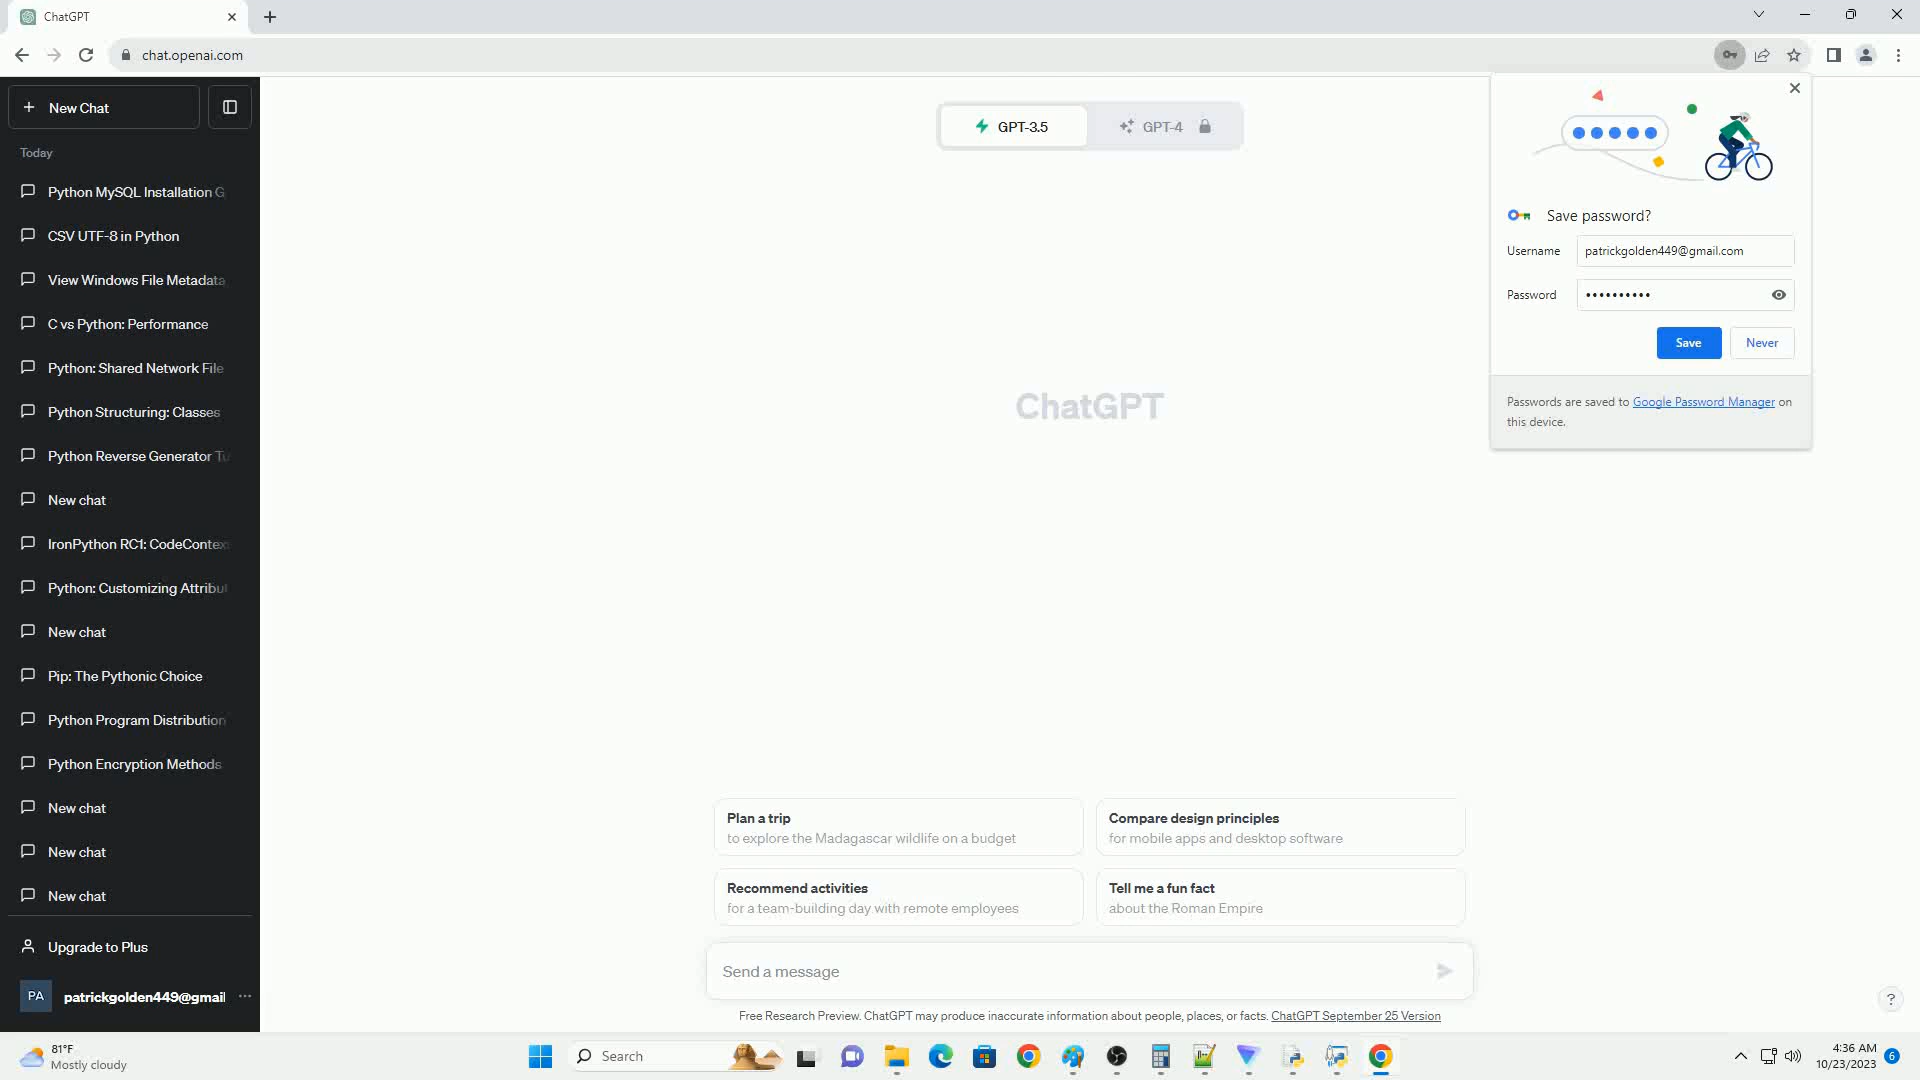 ChatGPT
chat.openai.com
New Chat
Today
Python MySQL Installation G
CSV UTF-8 in Python
View Windows File Metadata
C vs Python: Performance
Python: Shared Network File
Python Structuring: Classes
Python Reverse Generator Tu
New chat
IronPython RC1: CodeContex
Python: Customizing Attribut
New chat
Pip: The Pythonic Choice
Python Program Distribution
Python Encryption Methods
New chat
New chat
New chat
Upgrade to Plus
PA patrickgolden449@gmail
GPT-3.5
GPT-4
Save password?
Username patrickgolden449@gmail.com
Password ••••••••••
Save
Never
Passwords are saved to Google Password Manager on
this device.
ChatGPT
Plan a trip
to explore the Madagascar wildlife on a budget
Compare design principles
for mobile apps and desktop software
Recommend activities
for a team-building day with remote employees
Tell me a fun fact
about the Roman Empire
Send a message
Free Research Preview. ChatGPT may produce inaccurate information about people, places, or facts. ChatGPT September 25 Version
?
81°F
Mostly cloudy
Search
4:36 AM
10/23/2023
6